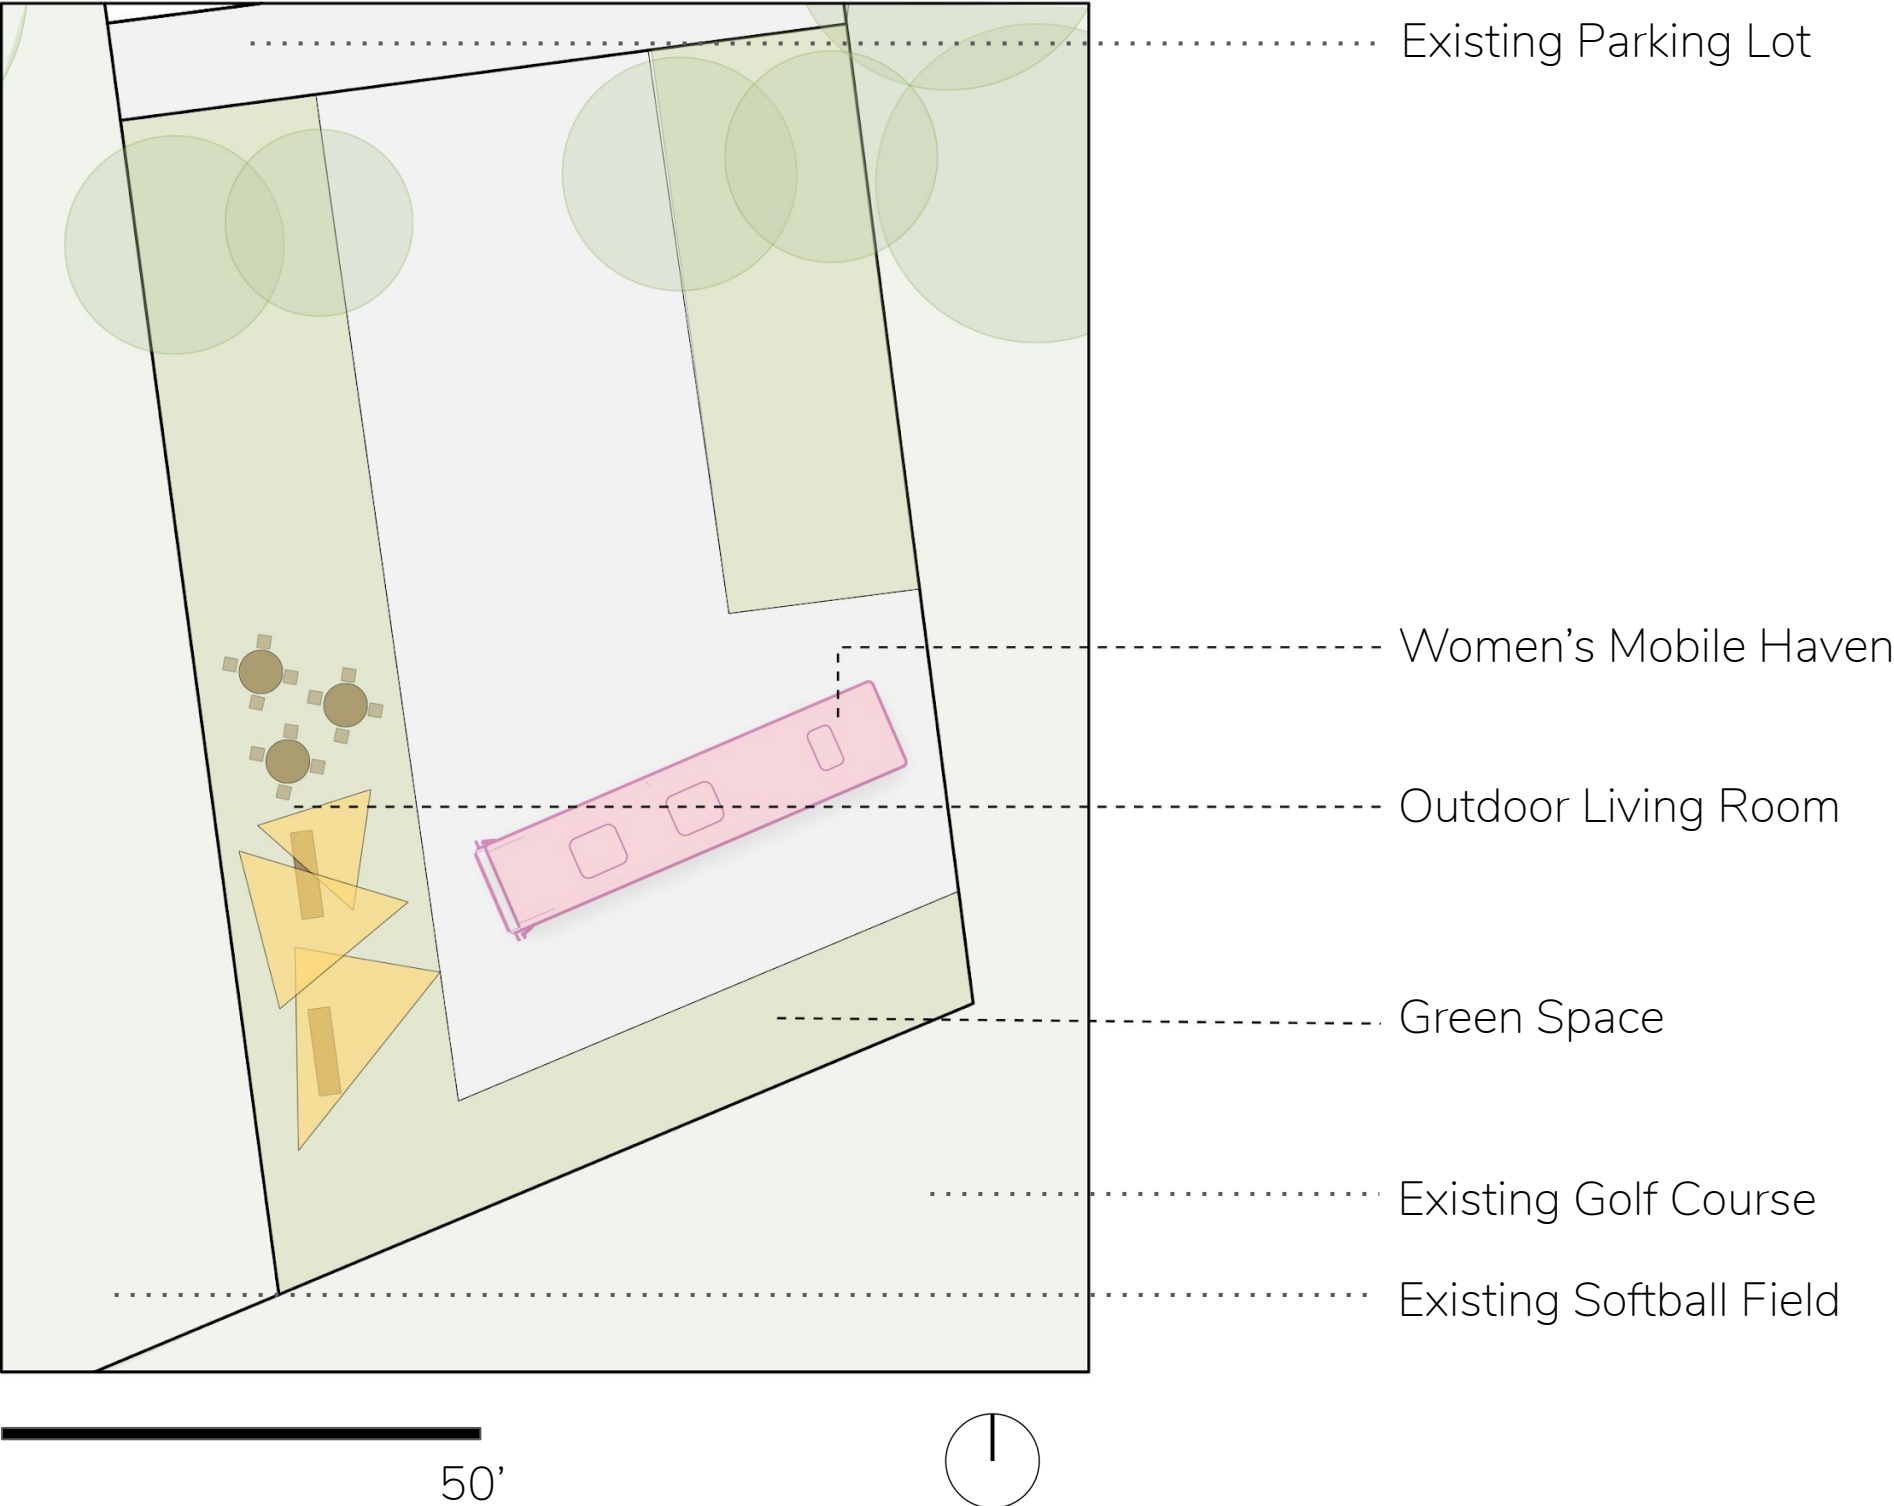 Existing Parking Lot
Women’s Mobile Haven
Outdoor Living Room
Green Space
Existing Golf Course
Existing Softball Field
50’